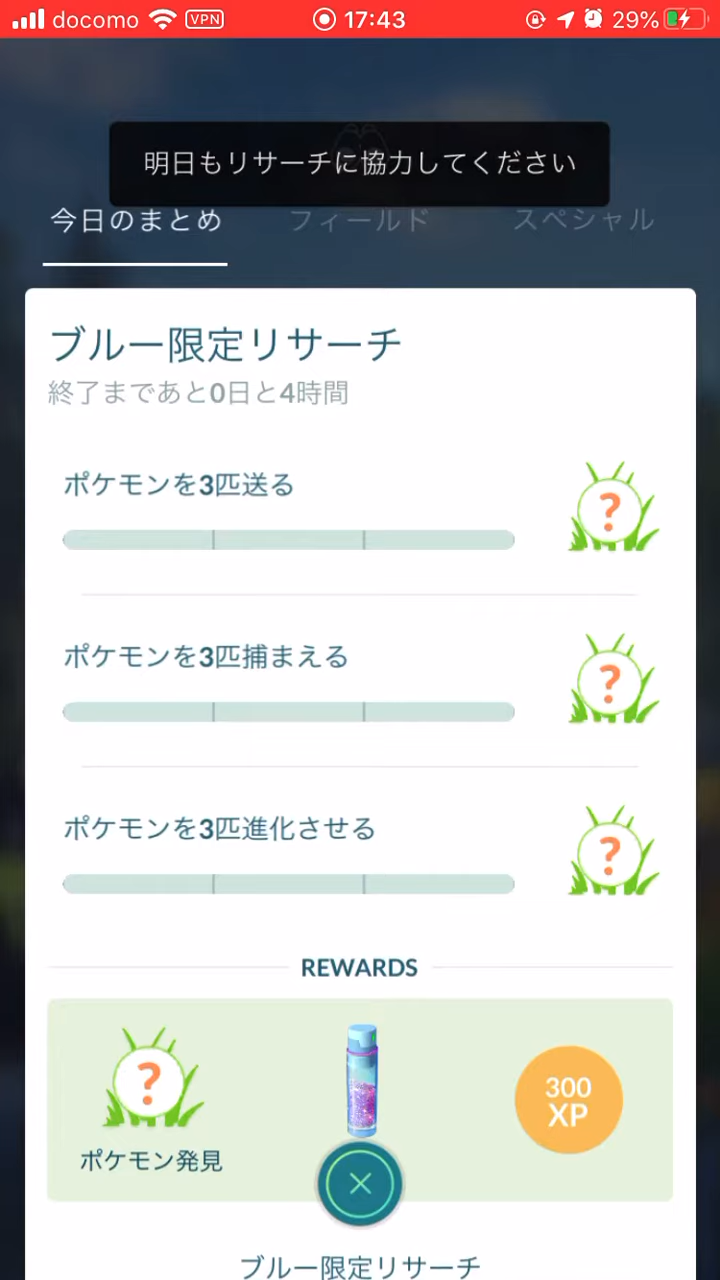 docomo VPN 17:43 29%
明日もリサーチに協力してください
今日のまとめ フィールド スペシャル
ブルー限定リサーチ
終了まであと0日と4時間
ポケモンを3匹送る
?
ポケモンを3匹捕まえる
?
ポケモンを3匹進化させる
?
REWARDS
?
300
XP
ポケモン発見
ブルー限定リサーチ